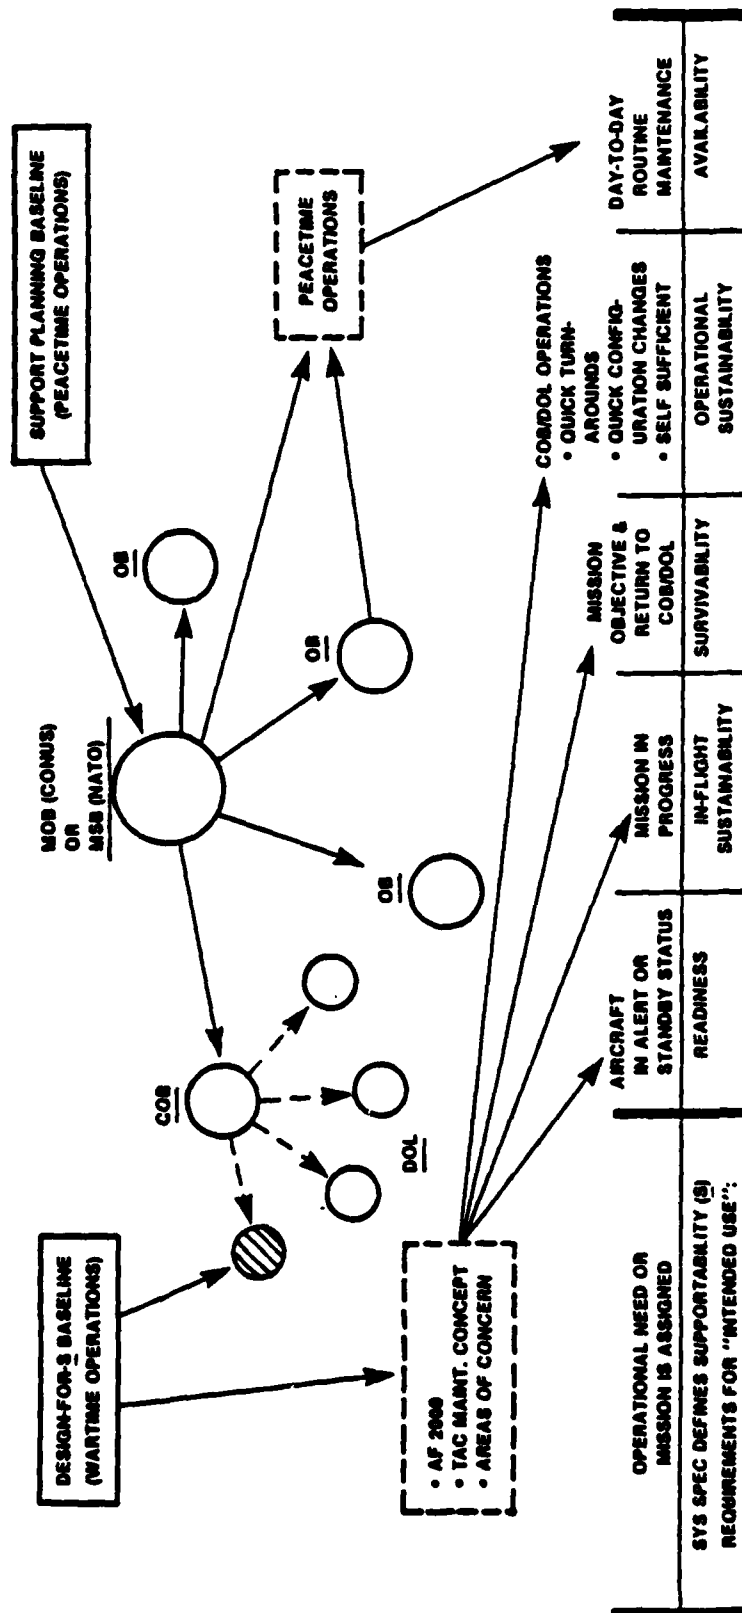 DESIGN-FOR-S BASELINE
(WARTIME OPERATIONS)
SUPPORT PLANNING BASELINE
(PEACETIME OPERATIONS)
MOB (CONUS)
OR
MSB (NATO)
COB
OB
OB
OB
DOL
PEACETIME
OPERATIONS
• AF 2000
• TAC MAINT. CONCEPT
• AREAS OF CONCERN
COB/DOL OPERATIONS
• QUICK TURN-
AROUNDS
• QUICK CONFIG-
URATION CHANGES
• SELF SUFFICIENT
OPERATIONAL NEED OR
MISSION IS ASSIGNED
AIRCRAFT
IN ALERT OR
STANDBY STATUS
MISSION IN
PROGRESS
MISSION
OBJECTIVE &
RETURN TO
COB/DOL
DAY-TO-DAY
ROUTINE
MAINTENANCE
SYS SPEC DEFINES SUPPORTABILITY (S)
REQUIREMENTS FOR "INTENDED USE":
READINESS
IN-FLIGHT
SUSTAINABILITY
SURVIVABILITY
OPERATIONAL
SUSTAINABILITY
AVAILABILITY